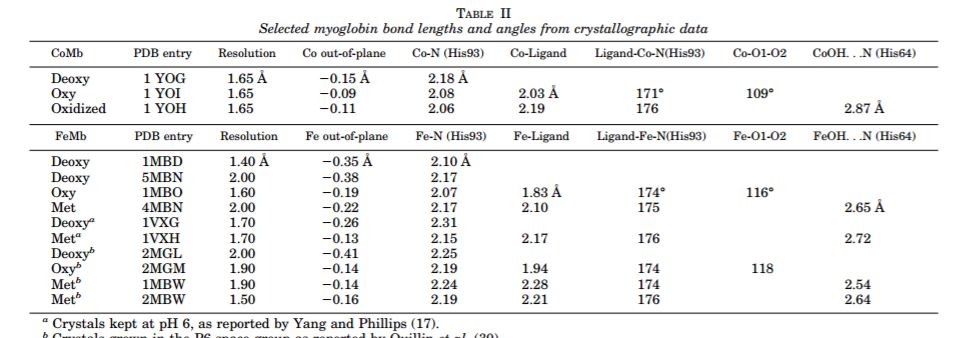 TABLE II
Selected myoglobin bond lengths and angles from crystallographic data
CoMb PDB entry Resolution Co out-of-plane Co-N (His93) Co-Ligand Ligand-Co-N(His93) Co-O1-O2 CoOH. . .N (His64)
Deoxy 1 YOG 1.65 Å −0.15 Å 2.18 Å
Oxy 1 YOI 1.65 −0.09 2.08 2.03 Å 171° 109°
Oxidized 1 YOH 1.65 −0.11 2.06 2.19 176 2.87 Å
FeMb PDB entry Resolution Fe out-of-plane Fe-N (His93) Fe-Ligand Ligand-Fe-N(His93) Fe-O1-O2 FeOH. . .N (His64)
Deoxy 1MBD 1.40 Å −0.35 Å 2.10 Å
Deoxy 5MBN 2.00 −0.38 2.17
Oxy 1MBO 1.60 −0.19 2.07 1.83 Å 174° 116°
Met 4MBN 2.00 −0.22 2.17 2.10 175 2.65 Å
Deoxyᵃ 1VXG 1.70 −0.26 2.31
Metᵃ 1VXH 1.70 −0.13 2.15 2.17 176 2.72
Deoxyᵇ 2MGL 2.00 −0.41 2.25
Oxyᵇ 2MGM 1.90 −0.14 2.19 1.94 174 118
Metᵇ 1MBW 1.90 −0.14 2.24 2.28 174 2.54
Metᵇ 2MBW 1.50 −0.16 2.19 2.21 176 2.64
ᵃ Crystals kept at pH 6, as reported by Yang and Phillips (17).